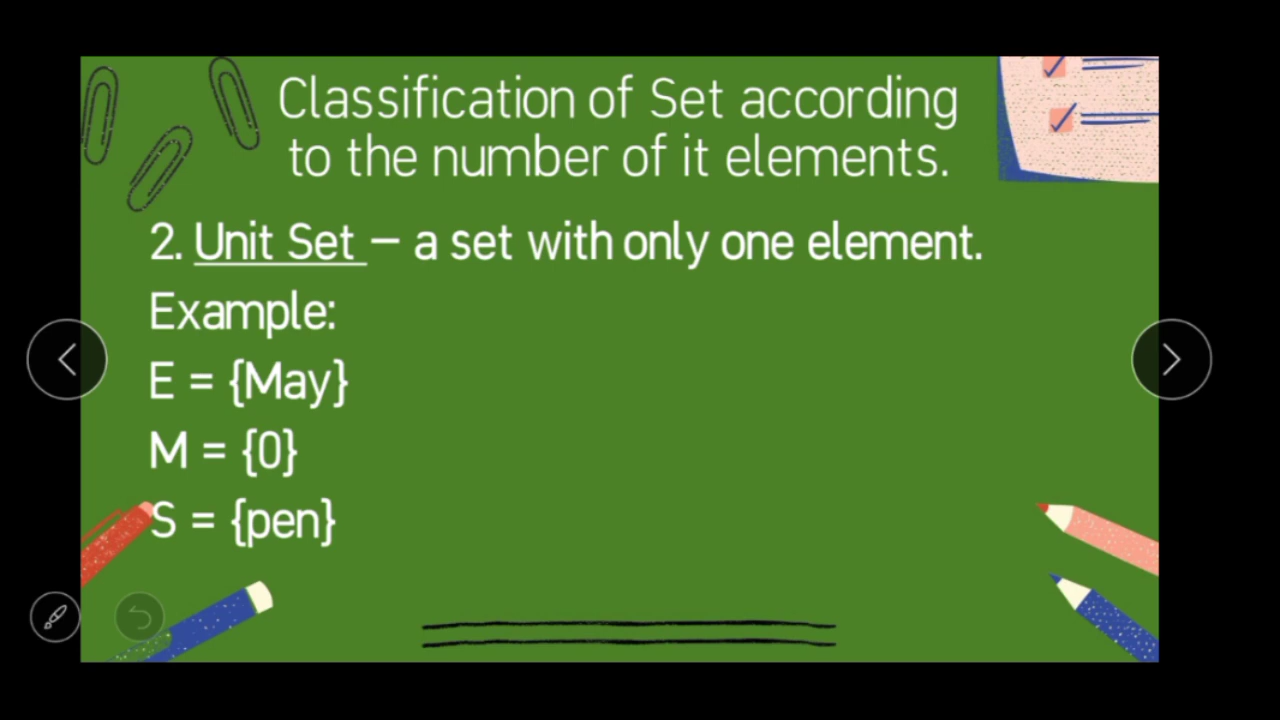 Classification of Set according
to the number of it elements.
2. Unit Set – a set with only one element.
Example:
E = {May}
M = {0}
S = {pen}